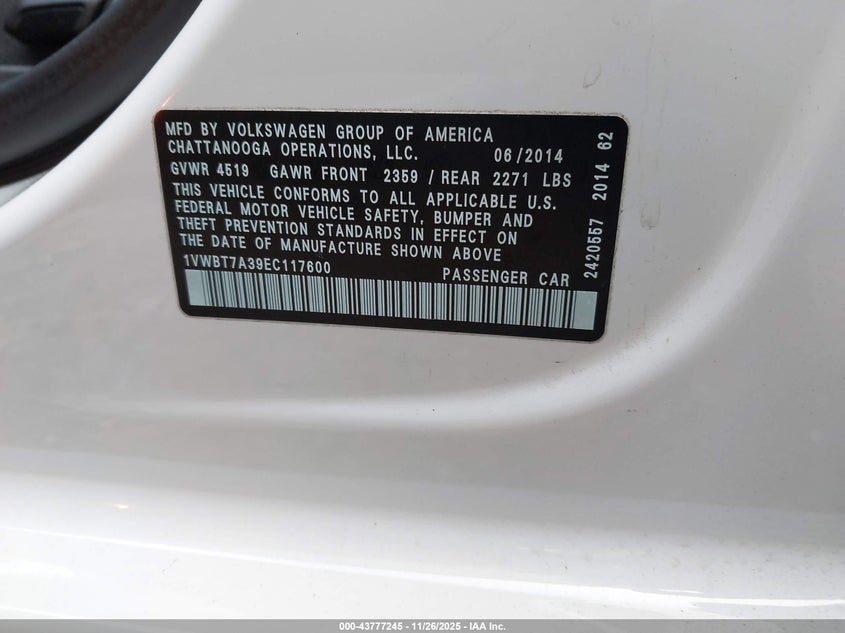 MFD BY VOLKSWAGEN GROUP OF AMERICA
CHATTANOOGA OPERATIONS, LLC. 06/2014
GVWR 4519 GAWR FRONT 2359 / REAR 2271 LBS
THIS VEHICLE CONFORMS TO ALL APPLICABLE U.S.
FEDERAL MOTOR VEHICLE SAFETY, BUMPER AND
THEFT PREVENTION STANDARDS IN EFFECT ON
THE DATE OF MANUFACTURE SHOWN ABOVE
1VWBT7A39EC117600 PASSENGER CAR
2420557 2014 62
000-43777245 - 11/26/2025 - IAA Inc.